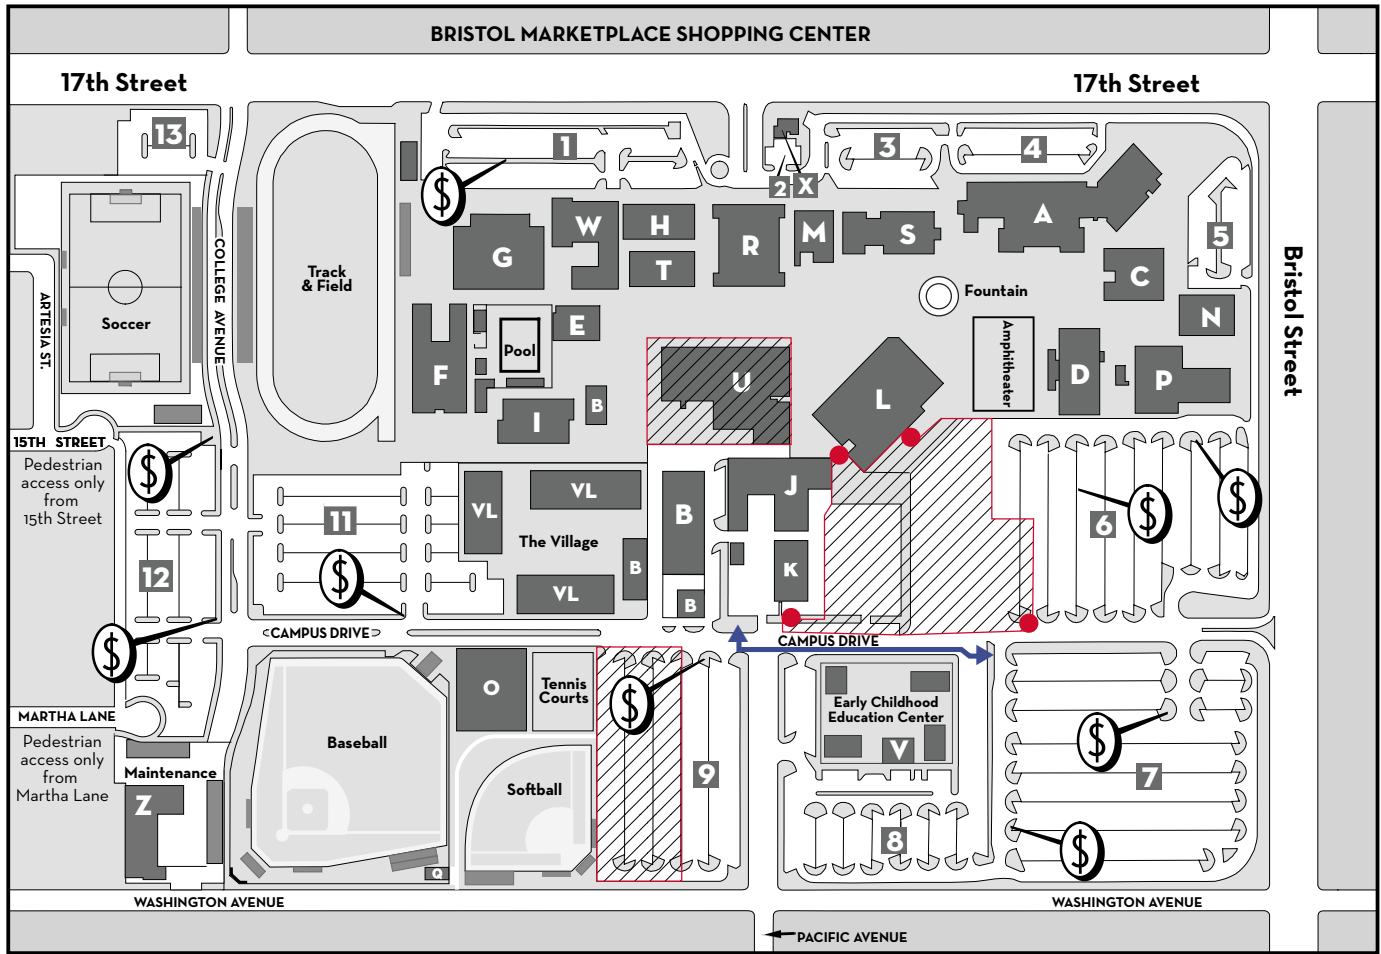 BRISTOL MARKETPLACE SHOPPING CENTER
17th Street
17th Street
13
1
3
4
2
X
$
COLLEGE AVENUE
ARTESIA ST.
Soccer
Track
& Field
G
W
H
T
R
M
S
A
5
C
N
Bristol Street
Fountain
Amphitheater
F
E
Pool
I
B
U
L
D
P
15TH STREET
Pedestrian
access only
from
15th Street
$
12
11
$
VL
VL
VL
The Village
B
B
B
J
K
6
$
$
$
CAMPUS DRIVE
CAMPUS DRIVE
MARTHA LANE
Pedestrian
access only
from
Martha Lane
Maintenance
Z
Baseball
O
Tennis
Courts
Softball
Q
$
9
Early Childhood
Education Center
V
8
$
7
$
WASHINGTON AVENUE
WASHINGTON AVENUE
PACIFIC AVENUE